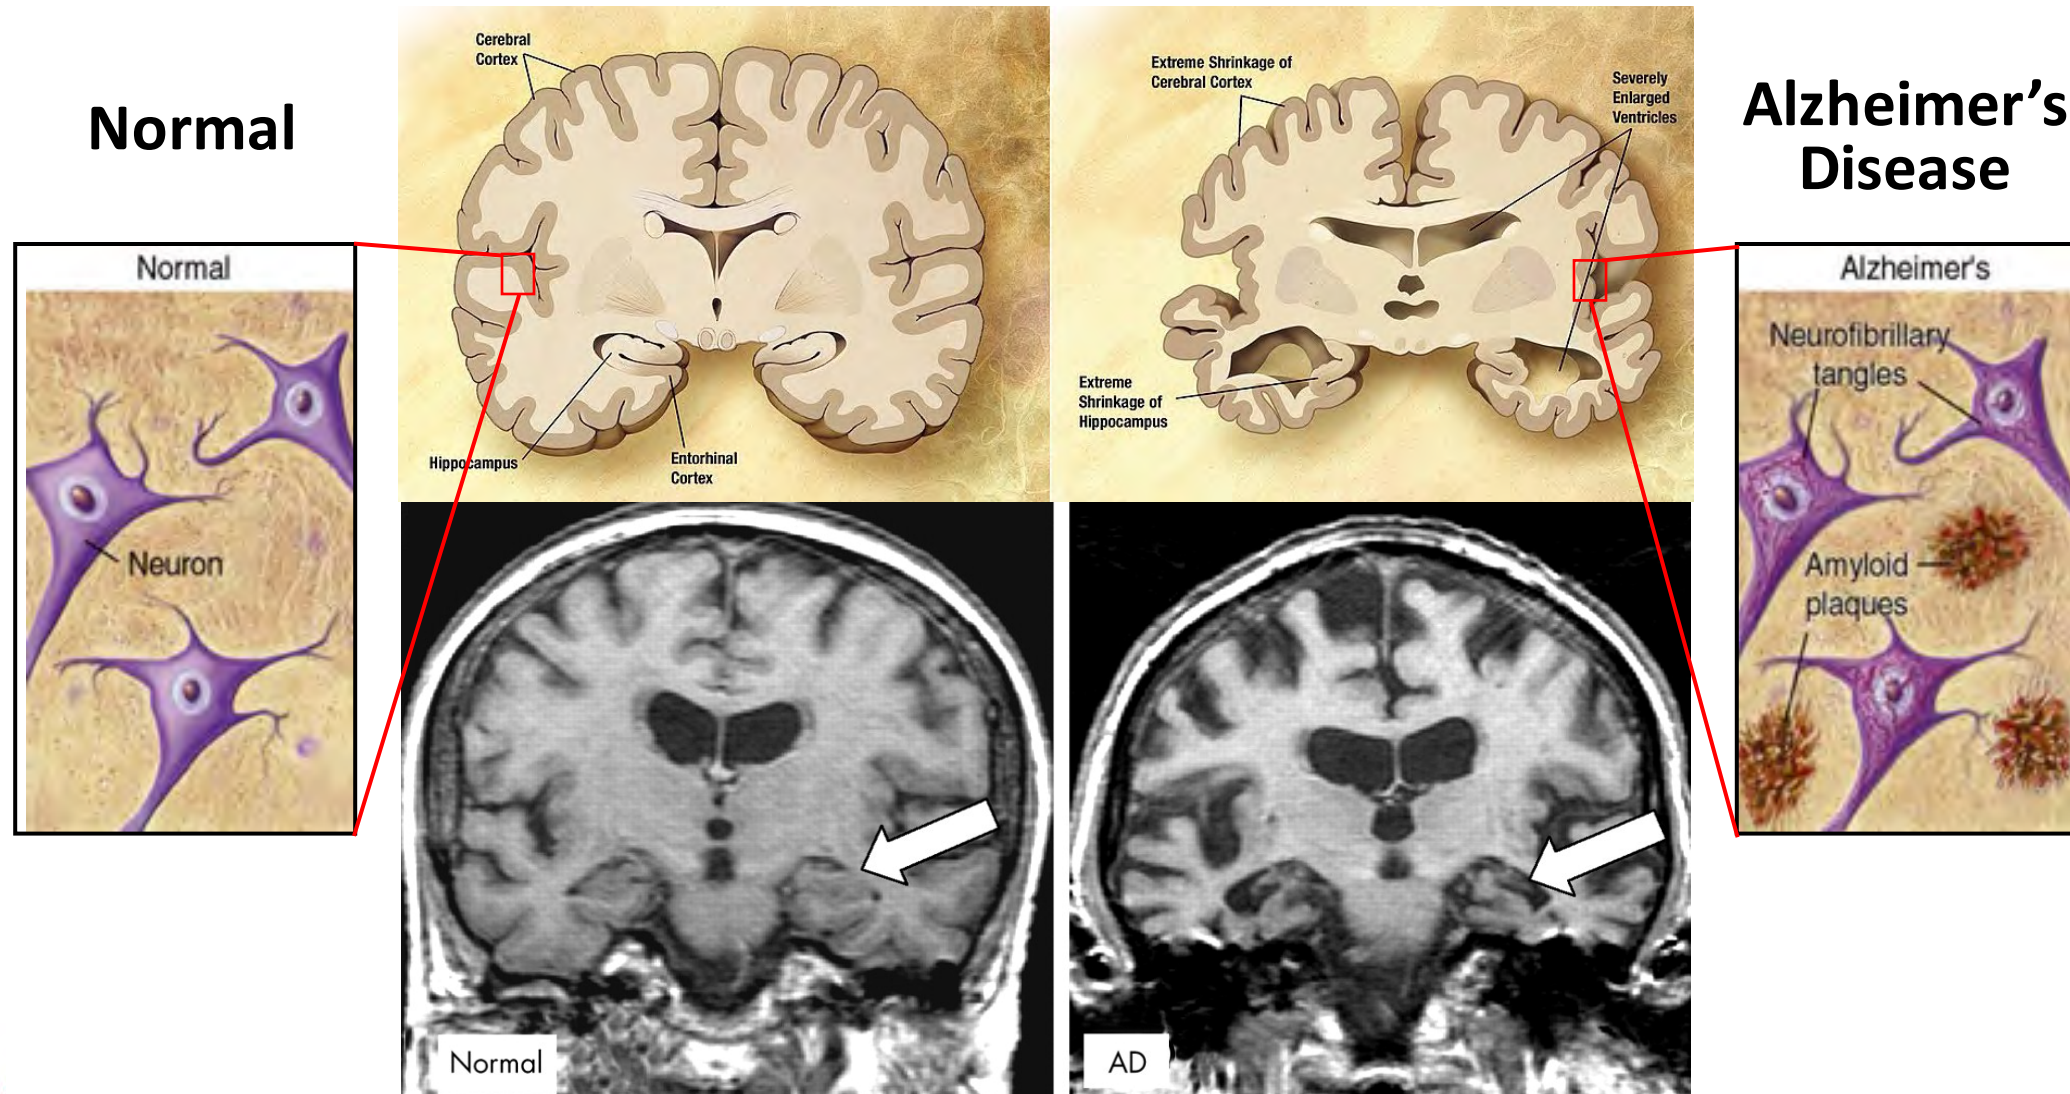 Normal
Alzheimer's
Disease
Cerebral
Cortex
Hippocampus
Entorhinal
Cortex
Extreme Shrinkage of
Cerebral Cortex
Severely
Enlarged
Ventricles
Extreme
Shrinkage of
Hippocampus
Normal
Neuron
Alzheimer's
Neurofibrillary
tangles
Amyloid
plaques
Normal
AD